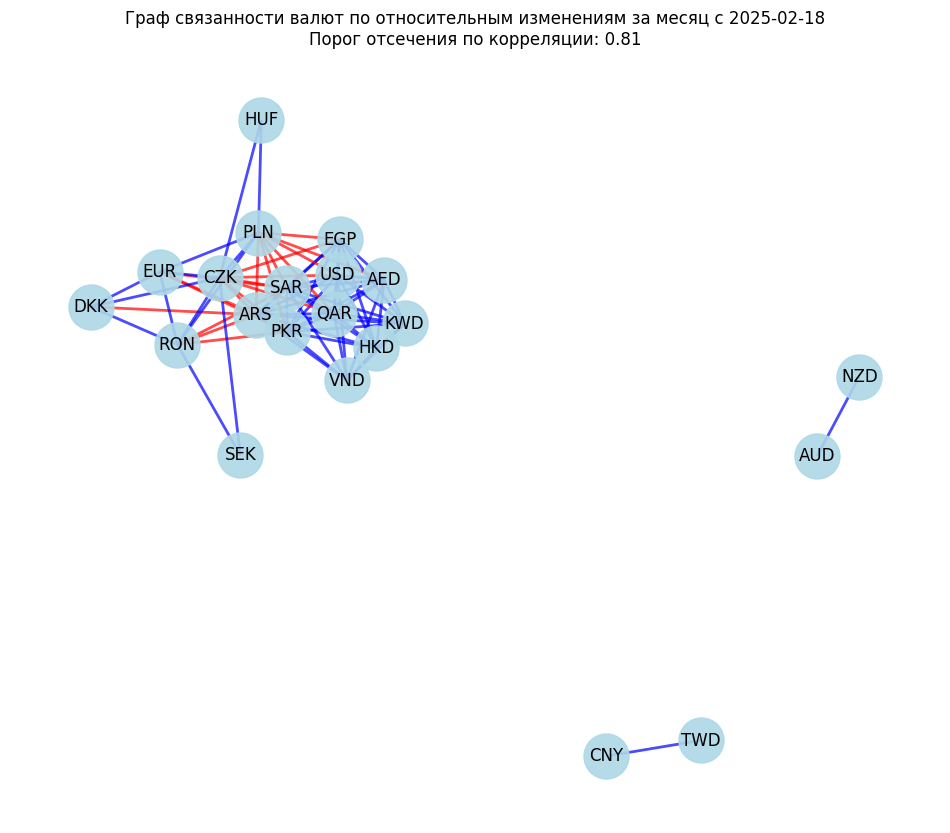 Граф связанности валют по относительным изменениям за месяц с 2025-02-18
Порог отсечения по корреляции: 0.81
HUF
PLN
EGP
EUR
CZK
SAR
USD
AED
DKK
ARS
QAR
KWD
PKR
RON
HKD
VND
NZD
SEK
AUD
CNY
TWD